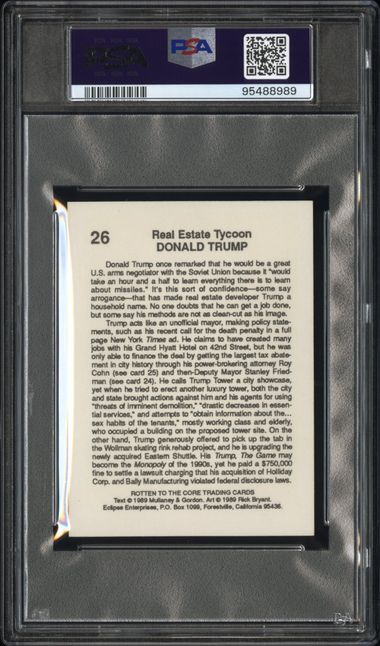 PSA
95488989
26
Real Estate Tycoon
DONALD TRUMP
Donald Trump once remarked that he would be a great
U.S. arms negotiator with the Soviet Union because it "would
take an hour and a half to learn everything there is to learn
about missiles." It's this sort of confidence—some say
arrogance—that has made real estate developer Trump a
household name. No one doubts that he can get a job done,
but some say his methods are not as clean-cut as his image.
Trump acts like an unofficial mayor, making policy state-
ments, such as his recent call for the death penalty in a full
page New York Times ad. He claims to have created many
jobs with his Grand Hyatt Hotel on 42nd Street, but he was
only able to finance the deal by getting the largest tax abate-
ment in city history through his power-brokering attorney Roy
Cohn (see card 25) and then-Deputy Mayor Stanley Fried-
man (see card 24). He calls Trump Tower a city showcase,
yet when he tried to erect another luxury tower, both the city
and state brought actions against him and his agents for using
"threats of imminent demolition," "drastic decreases in essen-
tial services," and attempts to "obtain information about the...
sex habits of the tenants," mostly working class and elderly,
who occupied a building on the proposed tower site. On the
other hand, Trump generously offered to pick up the tab in
the Wollman skating rink rehab project, and he is upgrading the
newly acquired Eastern Shuttle. His Trump, The Game may
become the Monopoly of the 1990s, yet he paid a $750,000
fine to settle a lawsuit charging that his acquisition of Holliday
Corp. and Bally Manufacturing violated federal disclosure laws.
ROTTEN TO THE CORE TRADING CARDS
Text © 1989 Mullaney & Gordon. Art © 1989 Rick Bryant.
Eclipse Enterprises, P.O. Box 1099, Forestville, California 95436.